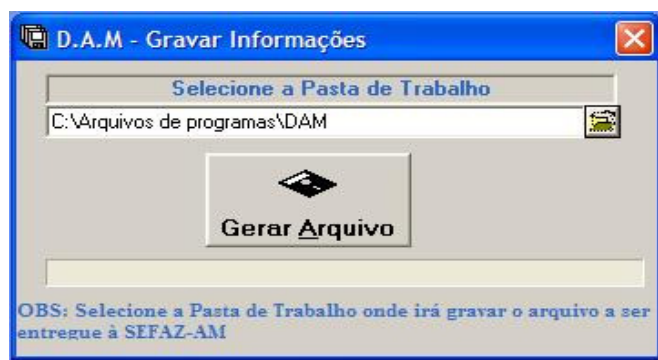 D.A.M - Gravar Informações
Selecione a Pasta de Trabalho
C:\Arquivos de programas\DAM
Gerar Arquivo
OBS: Selecione a Pasta de Trabalho onde irá gravar o arquivo a ser
entregue à SEFAZ-AM